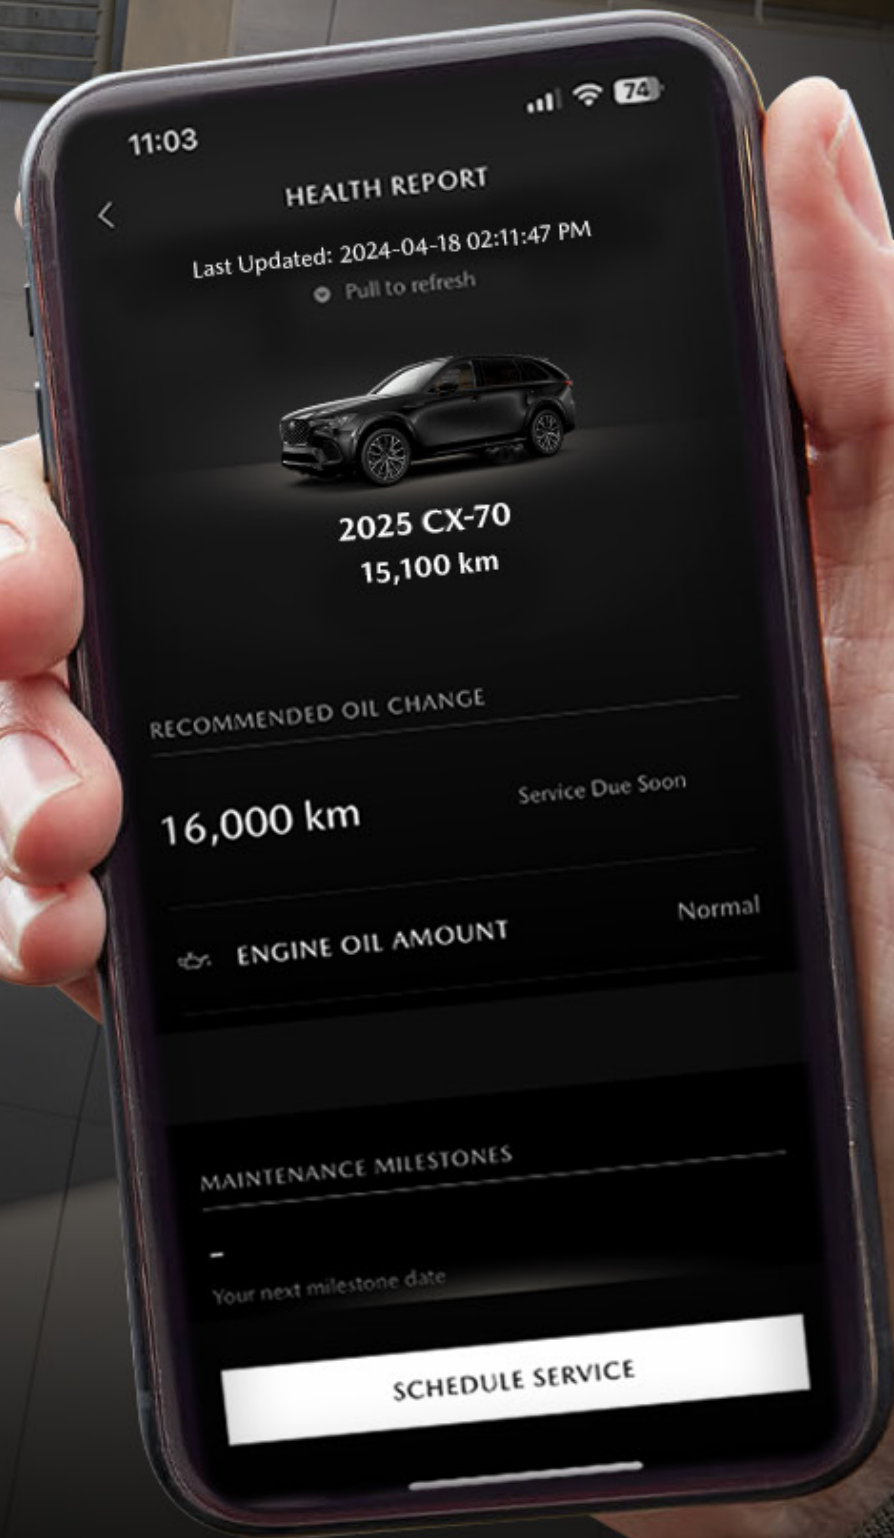 11:03
74
HEALTH REPORT
Last Updated: 2024-04-18 02:11:47 PM
Pull to refresh
2025 CX-70
15,100 km
RECOMMENDED OIL CHANGE
16,000 km
Service Due Soon
ENGINE OIL AMOUNT
Normal
MAINTENANCE MILESTONES
-
Your next milestone date
SCHEDULE SERVICE